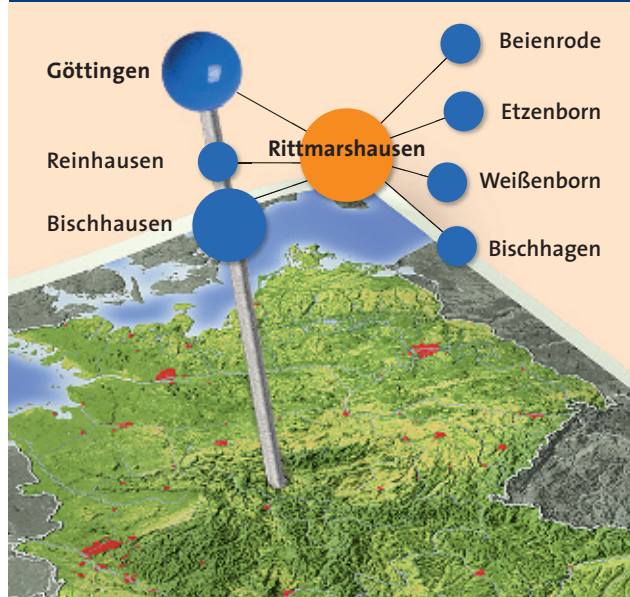 Göttingen
Reinhausen
Bischhausen
Rittmarshausen
Beienrode
Etzenborn
Weißenborn
Bischhagen